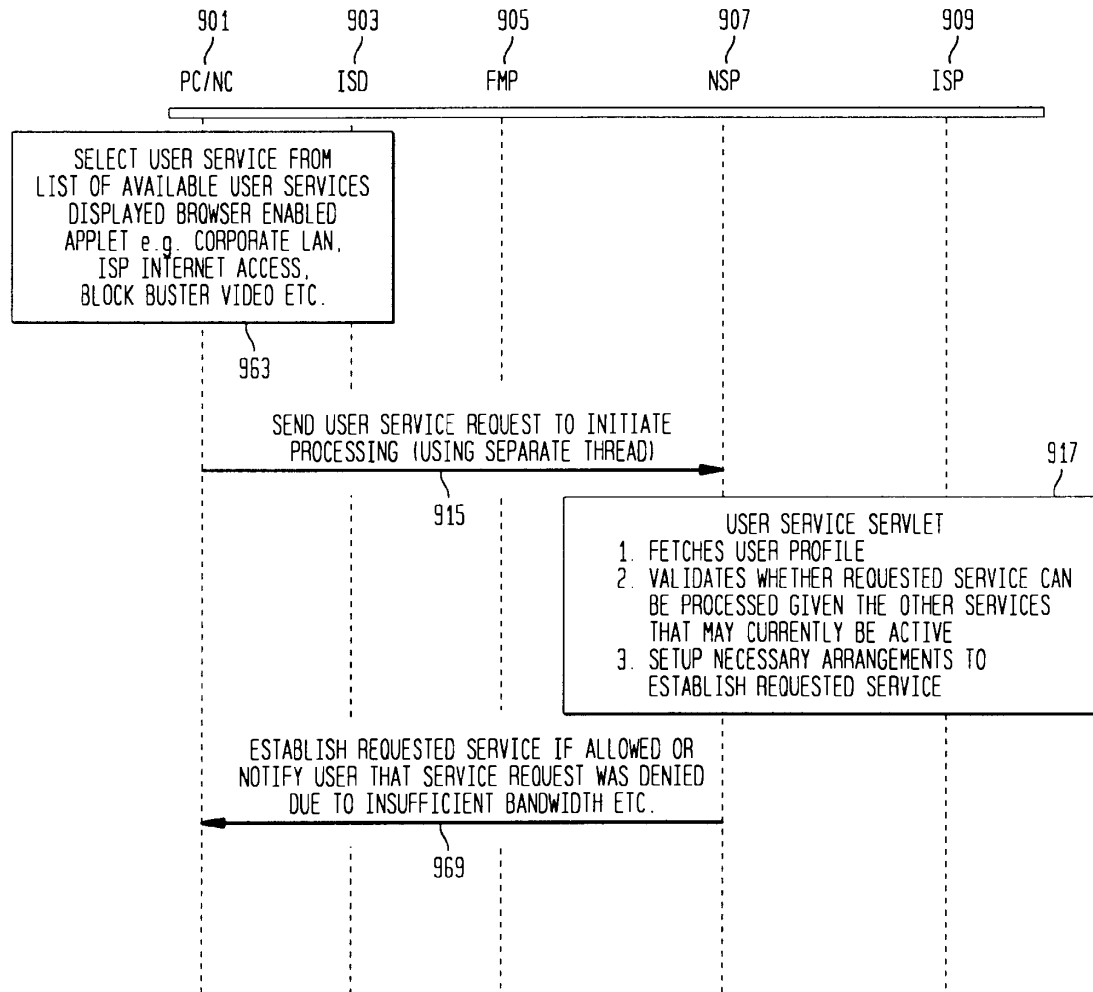 901 903 905 907 909
PC/NC ISD FMP NSP ISP
SELECT USER SERVICE FROM
LIST OF AVAILABLE USER SERVICES
DISPLAYED BROWSER ENABLED
APPLET e.g. CORPORATE LAN,
ISP INTERNET ACCESS,
BLOCK BUSTER VIDEO ETC.
963
SEND USER SERVICE REQUEST TO INITIATE
PROCESSING (USING SEPARATE THREAD)
915
917
USER SERVICE SERVLET
1. FETCHES USER PROFILE
2. VALIDATES WHETHER REQUESTED SERVICE CAN
BE PROCESSED GIVEN THE OTHER SERVICES
THAT MAY CURRENTLY BE ACTIVE
3. SETUP NECESSARY ARRANGEMENTS TO
ESTABLISH REQUESTED SERVICE
ESTABLISH REQUESTED SERVICE IF ALLOWED OR
NOTIFY USER THAT SERVICE REQUEST WAS DENIED
DUE TO INSUFFICIENT BANDWIDTH ETC.
969